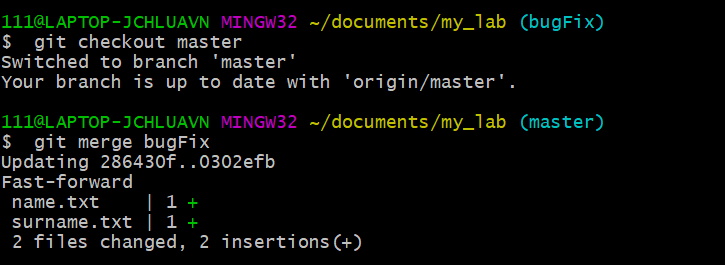 111@LAPTOP-JCHLUAVN MINGW32 ~/documents/my_lab (bugFix)
$  git checkout master
Switched to branch 'master'
Your branch is up to date with 'origin/master'.
111@LAPTOP-JCHLUAVN MINGW32 ~/documents/my_lab (master)
$  git merge bugFix
Updating 286430f..0302efb
Fast-forward
 name.txt    | 1 +
 surname.txt | 1 +
 2 files changed, 2 insertions(+)